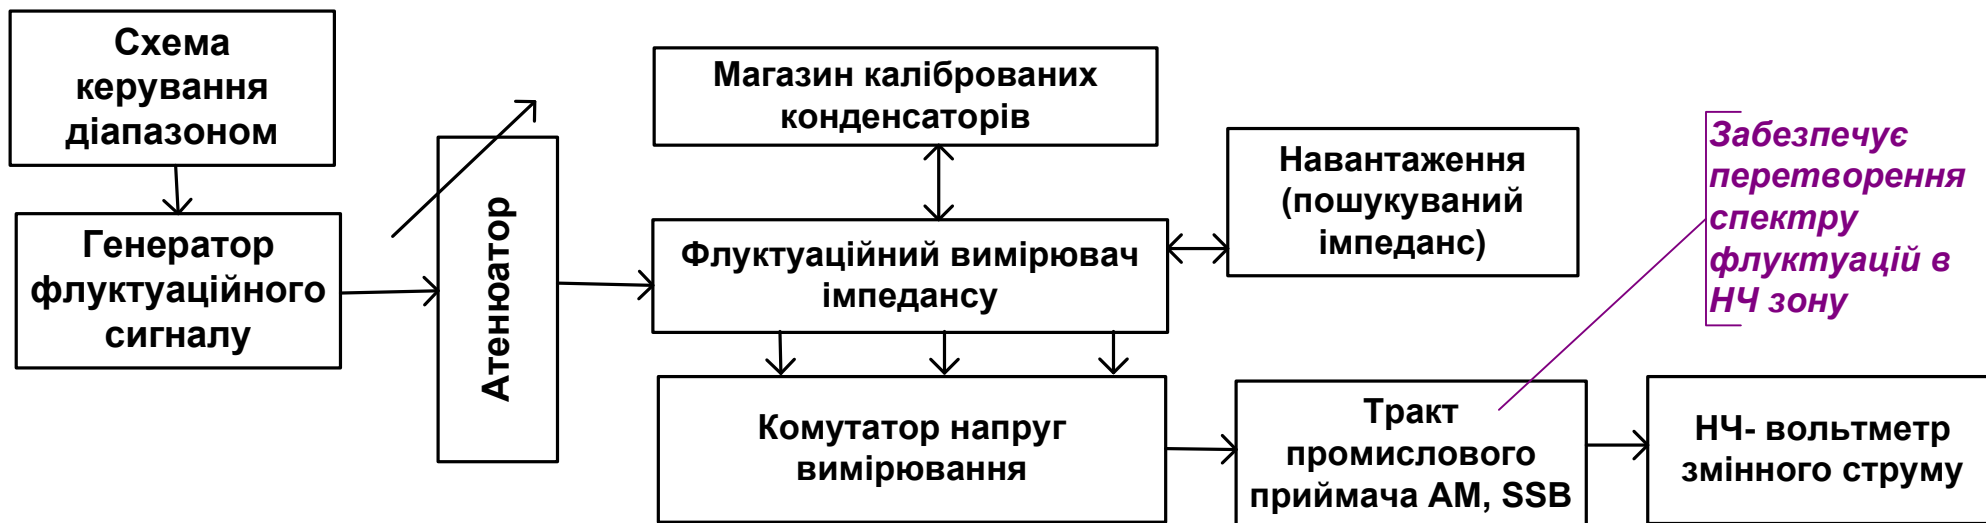 Схема
керування
діапазоном
Генератор
флуктуаційного
сигналу
Атенюатор
Магазин каліброваних
конденсаторів
Флуктуаційний вимірювач
імпедансу
Навантаження
(пошукуваний
імпеданс)
Комутатор напруг
вимірювання
Тракт
промислового
приймача АМ, SSB
НЧ- вольтметр
змінного струму
Забезпечує
перетворення
спектру
флуктуацій в
НЧ зону